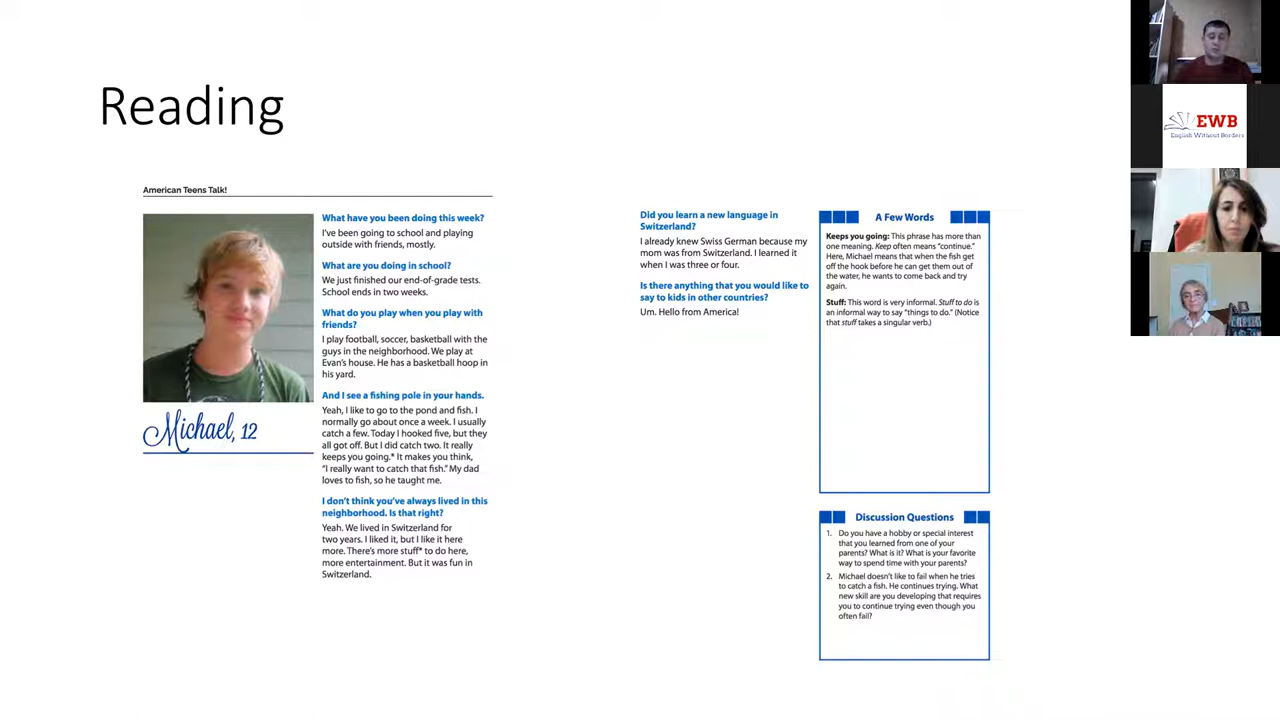 Reading
American Teens Talk!
Michael, 12
What have you been doing this week?
I've been going to school and playing
outside with friends, mostly.
What are you doing in school?
We just finished our end-of-grade tests.
School ends in two weeks.
What do you play when you play with
friends?
I play football, soccer, basketball with the
guys in the neighborhood. We play at
Evan's house. He has a basketball hoop in
his yard.
And I see a fishing pole in your hands.
Yeah, I like to go to the pond and fish. I
normally go about once a week. I usually
catch a few. Today I hooked five, but they
all got off. But I did catch two. It really
keeps you going.* It makes you think,
"I really want to catch that fish." My dad
loves to fish, so he taught me.
I don't think you've always lived in this
neighborhood. Is that right?
Yeah. We lived in Switzerland for
two years. I liked it, but I like it here
more. There's more stuff* to do here,
more entertainment. But it was fun in
Switzerland.
Did you learn a new language in
Switzerland?
I already knew Swiss German because my
mom was from Switzerland. I learned it
when I was three or four.
Is there anything that you would like to
say to kids in other countries?
Um. Hello from America!
A Few Words
Keeps you going: This phrase has more than
one meaning. Keep often means "continue."
Here, Michael means that when the fish get
off the hook before he can get them out of
the water, he wants to come back and try
again.
Stuff: This word is very informal. Stuff to do is
an informal way to say "things to do." (Notice
that stuff takes a singular verb.)
Discussion Questions
1. Do you have a hobby or special interest
that you learned from one of your
parents? What is it? What is your favorite
way to spend time with your parents?
2. Michael doesn't like to fail when he tries
to catch a fish. He continues trying. What
new skill are you developing that requires
you to continue trying even though you
often fail?
EWB
English Without Borders